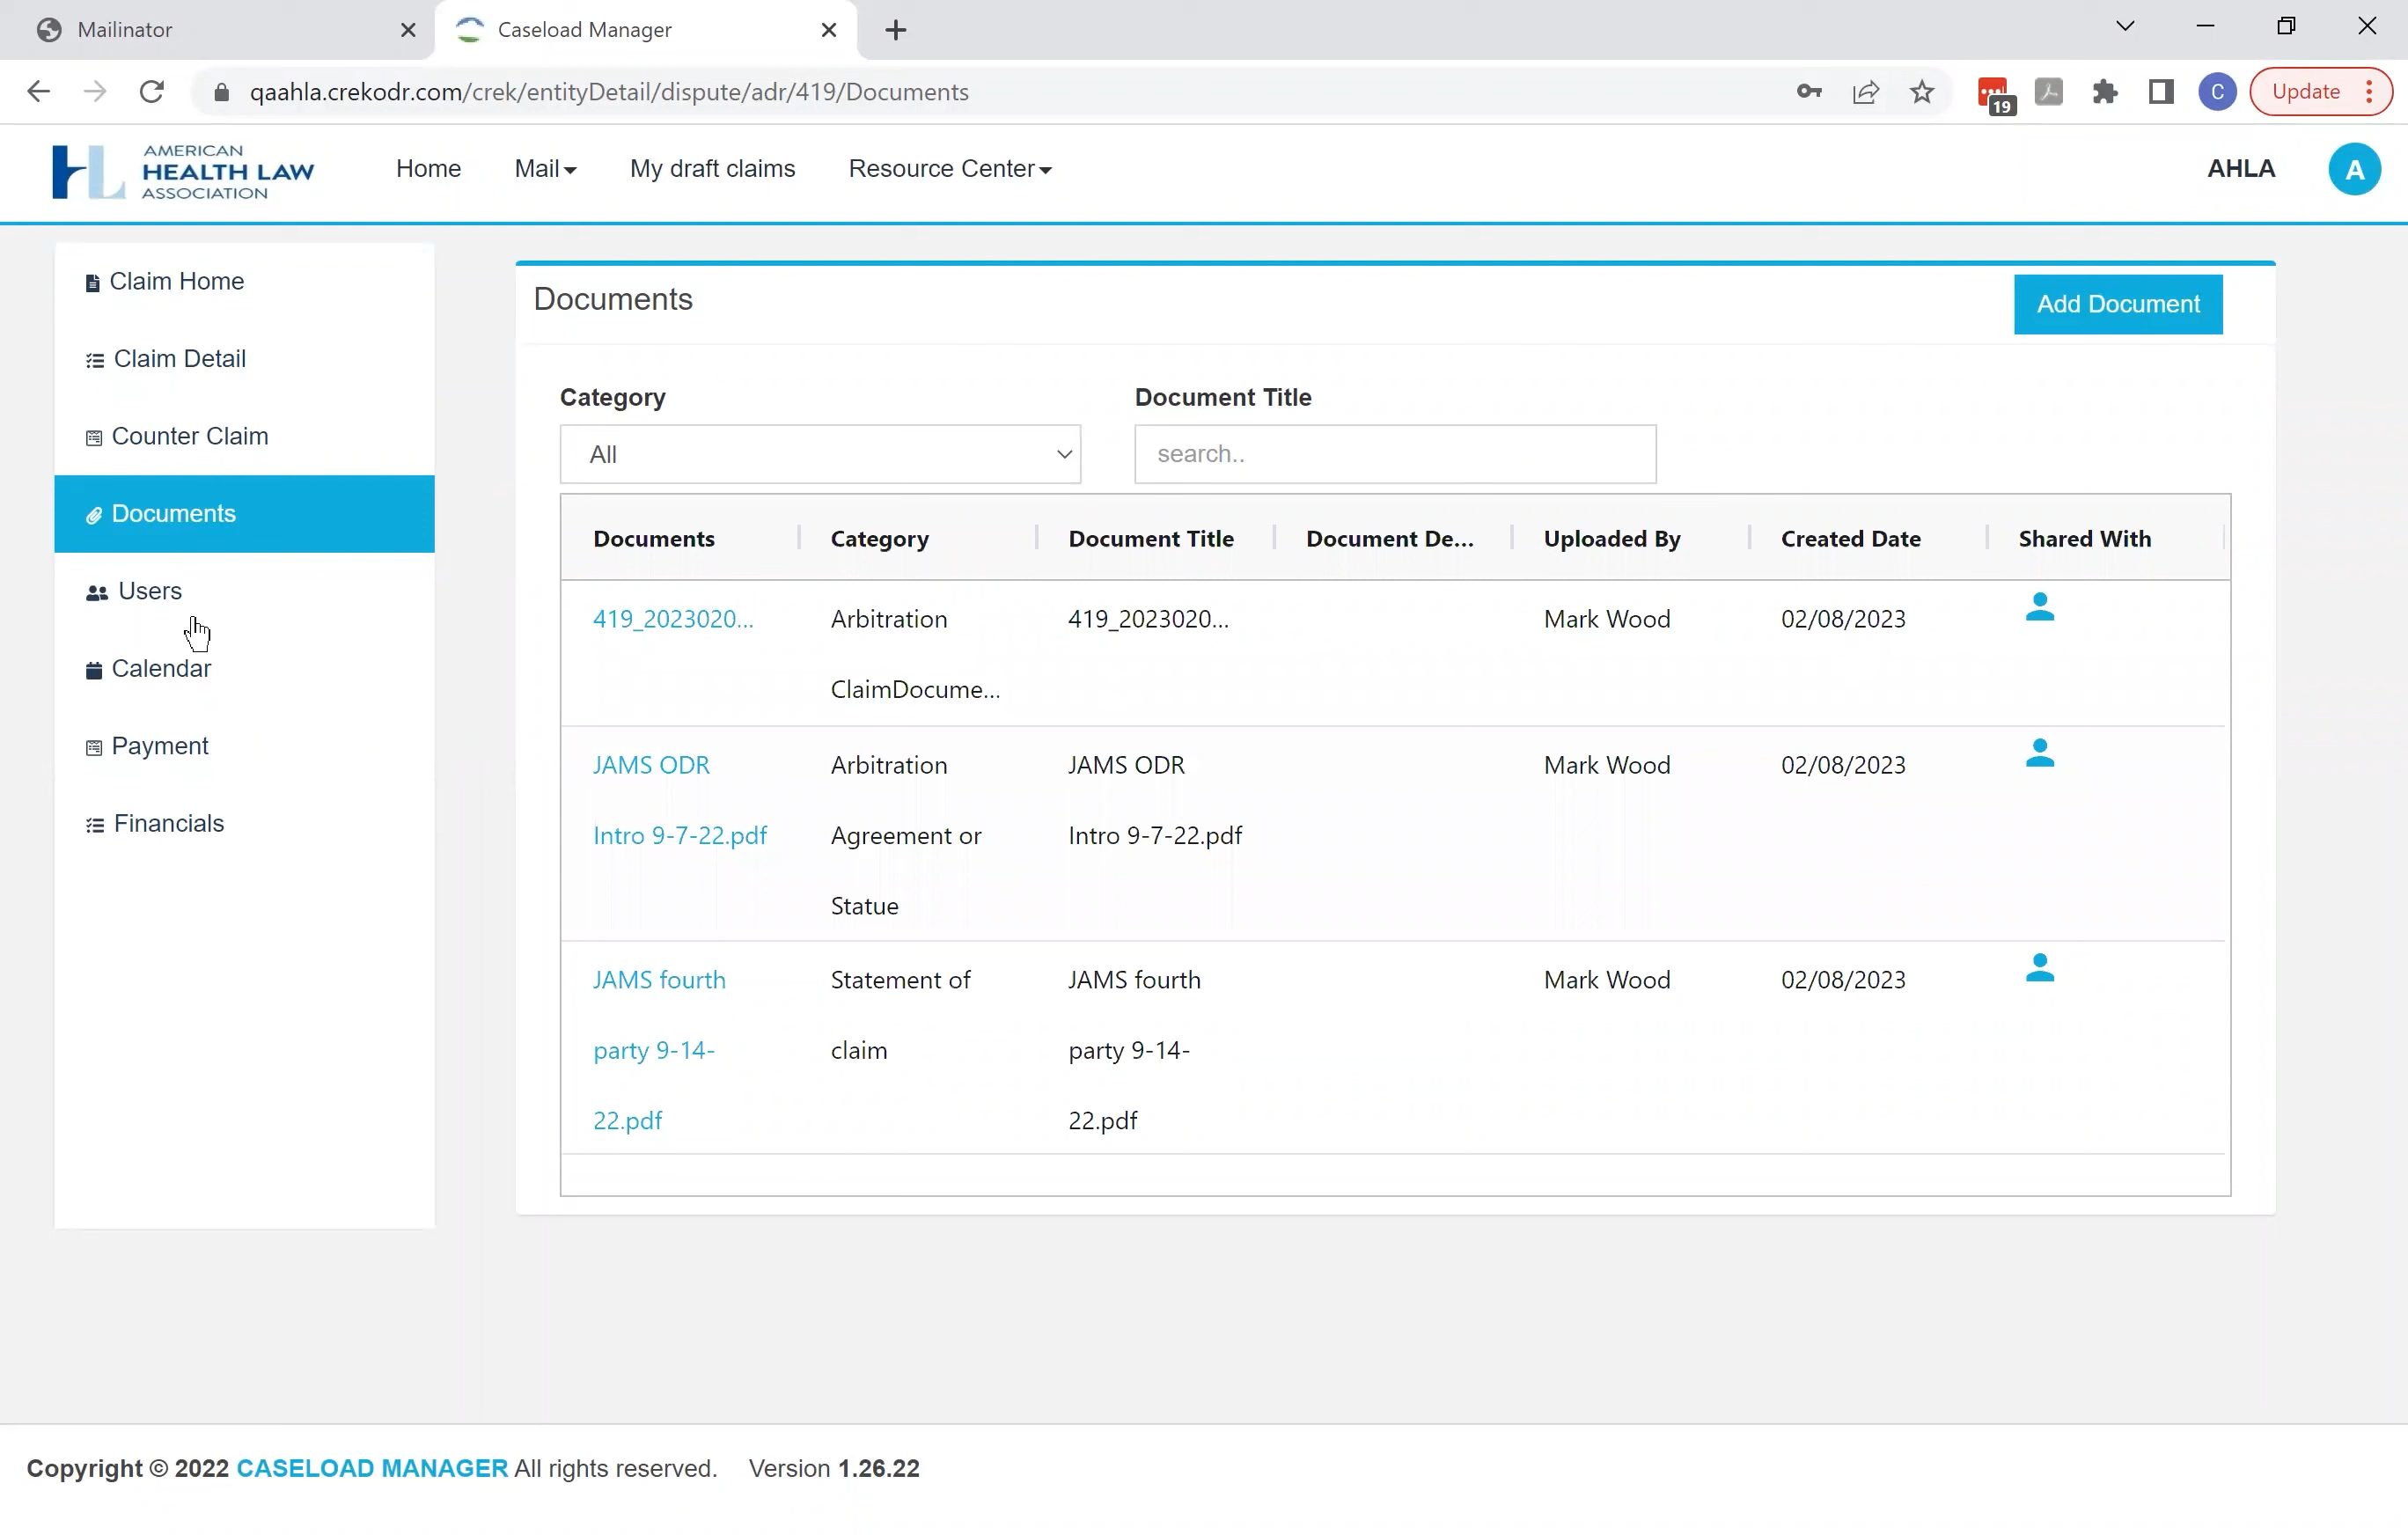 Mailinator
Caseload Manager
qaahla.crekodr.com/crek/entityDetail/dispute/adr/419/Documents
19
C
Update
AMERICAN
HEALTH LAW
ASSOCIATION
Home
Mail
My draft claims
Resource Center
AHLA
A
Claim Home
Claim Detail
Counter Claim
Documents
Users
Calendar
Payment
Financials
Documents
Add Document
Category
Document Title
All
search..
Documents
Category
Document Title
Document De...
Uploaded By
Created Date
Shared With
419_2023020...
Arbitration
ClaimDocume...
419_2023020...
Mark Wood
02/08/2023
JAMS ODR
Intro 9-7-22.pdf
Arbitration
Agreement or
Statue
JAMS ODR
Intro 9-7-22.pdf
Mark Wood
02/08/2023
JAMS fourth
party 9-14-
22.pdf
Statement of
claim
JAMS fourth
party 9-14-
22.pdf
Mark Wood
02/08/2023
Copyright © 2022 CASELOAD MANAGER All rights reserved. Version 1.26.22